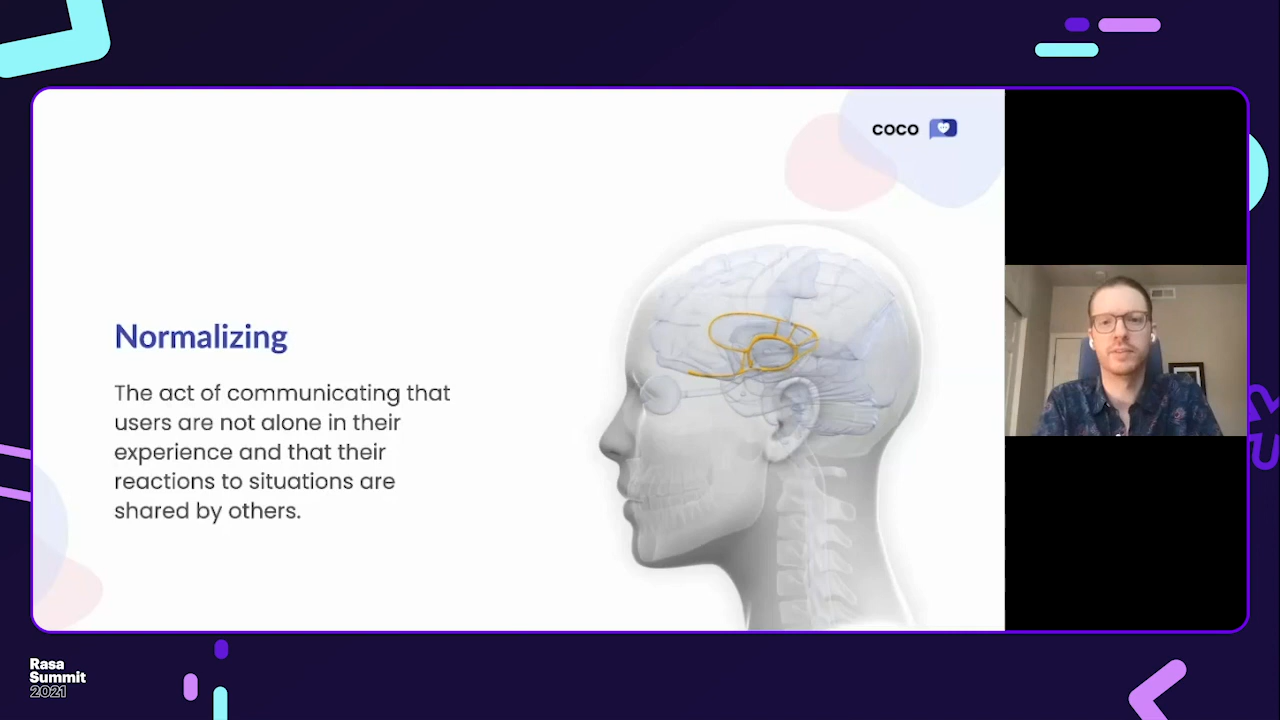 coco
Normalizing
The act of communicating that
users are not alone in their
experience and that their
reactions to situations are
shared by others.
Rasa
Summit
2021